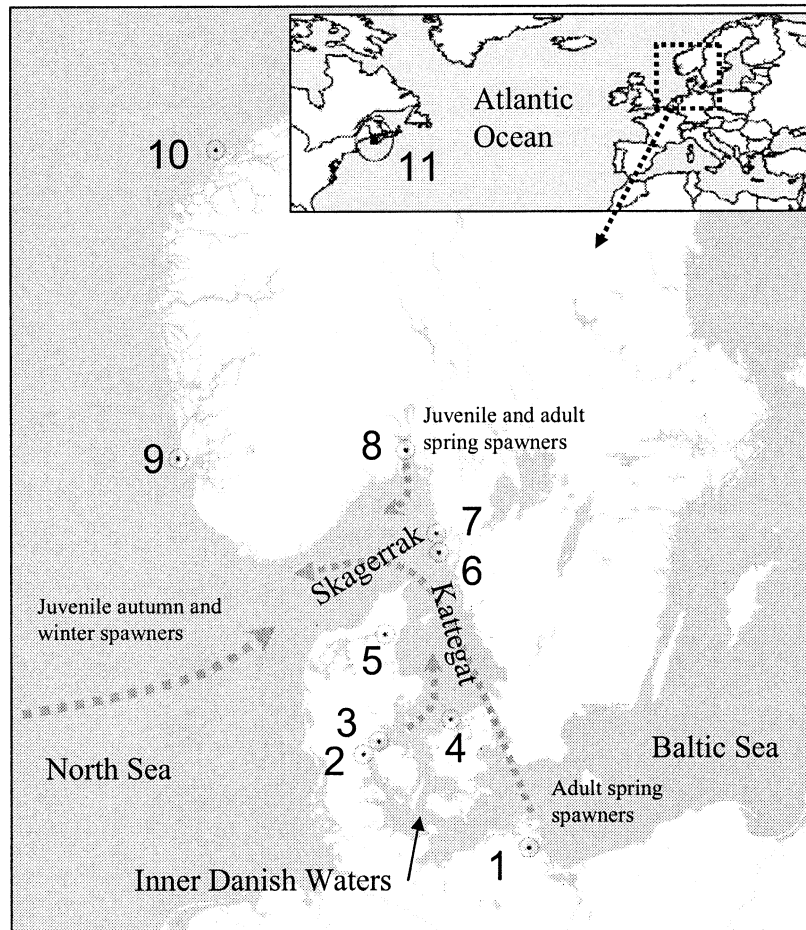 Atlantic
Ocean
11
10
9
8
Juvenile and adult
spring spawners
7
6
Skagerrak
Kattegat
Juvenile autumn and
winter spawners
5
3
2
4
North Sea
Baltic Sea
Adult spring
spawners
1
Inner Danish Waters